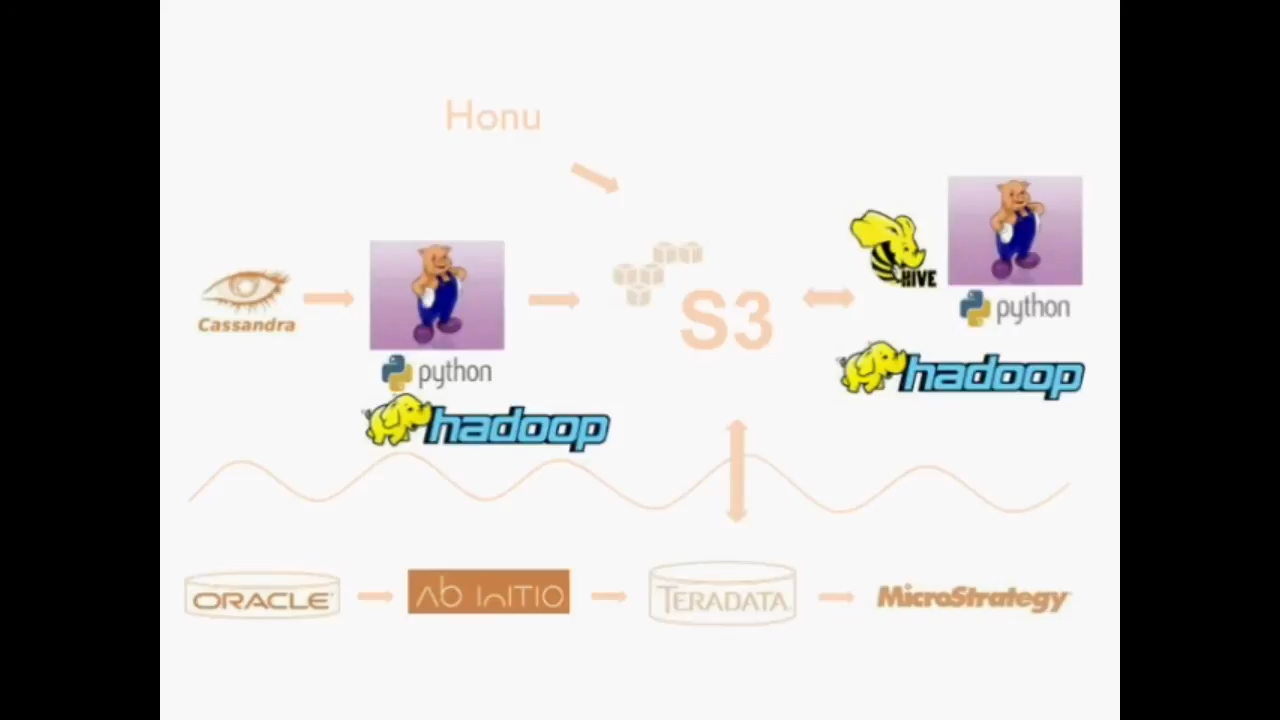 Honu
HIVE
python
Cassandra
S3
python
hadoop
hadoop
ORACLE
Ab InITIO
TERADATA
MicroStrategy